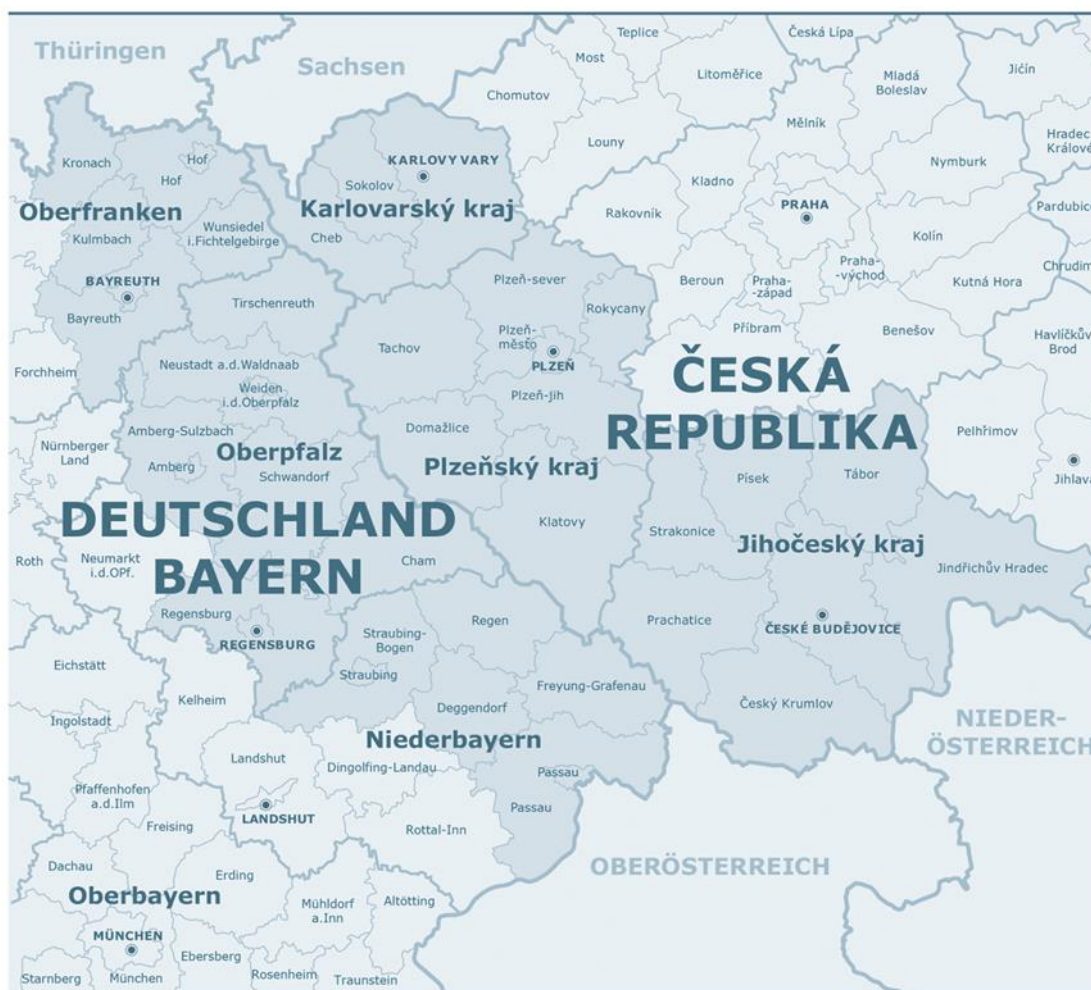 Thüringen
Sachsen
Teplice
Česká Lípa
Most
Litoměřice
Mladá
Boleslav
Jičín
Chomutov
Mělník
Louny
Hradec
Králové
Kronach
Hof
Hof
KARLOVY VARY
Sokolov
Kladno
Nymburk
Oberfranken
Karlovarský kraj
Rakovník
PRAHA
Pardubice
Wunsiedel
i.Fichtelgebirge
Kulmbach
Cheb
Kolín
BAYREUTH
Plzeň-sever
Beroun
Praha-
-západ
Praha-
-východ
Kutná Hora
Chrudim
Bayreuth
Tirschenreuth
Rokycany
Příbram
Benešov
Havlíčkův
Brod
Plzeň-
město
PLZEŇ
Tachov
Forchheim
Neustadt a.d.Waldnaab
Weiden
i.d.Oberpfalz
Plzeň-jih
ČESKÁ
REPUBLIKA
Amberg-Sulzbach
Domažlice
Pelhřimov
Nürnberger
Land
Oberpfalz
Amberg
Schwandorf
Plzeňský kraj
Písek
Tábor
Jihlava
DEUTSCHLAND
BAYERN
Klatovy
Strakonice
Jihočeský kraj
Roth
Neumarkt
i.d.OPf.
Cham
Jindřichův Hradec
Regensburg
REGENSBURG
Straubing-
Bogen
Regen
Prachatice
ČESKÉ BUDĚJOVICE
Eichstätt
Straubing
Kelheim
Freyung-Grafenau
Český Krumlov
Ingolstadt
Deggendorf
NIEDER-
ÖSTERREICH
Niederbayern
Landshut
Dingolfing-Landau
Passau
Pfaffenhofen
a.d.Ilm
LANDSHUT
Passau
Freising
Rottal-Inn
Dachau
Erding
OBERÖSTERREICH
Oberbayern
Mühldorf
a.Inn
Altötting
MÜNCHEN
Ebersberg
Starnberg
München
Rosenheim
Traunstein